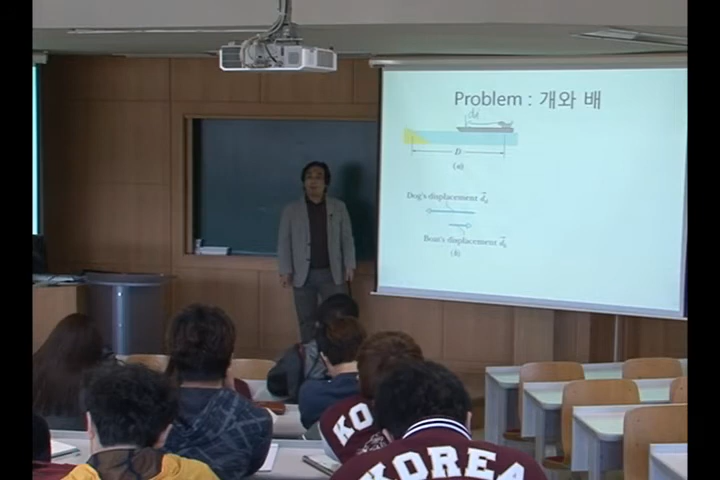 Problem : 개와 배
D
(a)
Dog's displacement d⃗d
Boat's displacement d⃗b
(b)
KO
KOREA